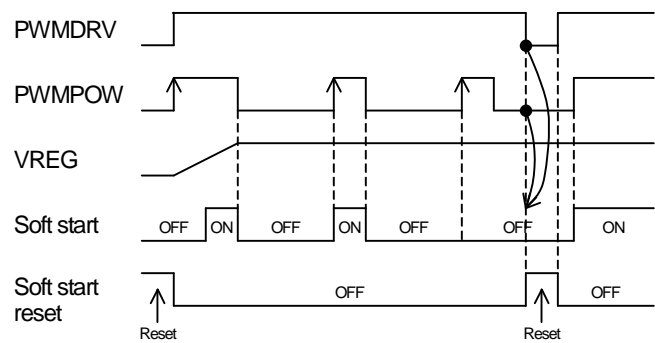 PWMDRV
PWMPOW
VREG
Soft start
OFF ON OFF ON OFF OFF ON
Soft start
reset
OFF OFF
Reset Reset